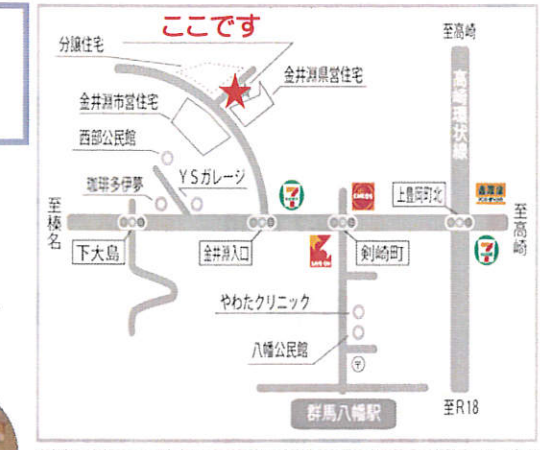 ここです
至高崎
分譲住宅
金井淵県営住宅
高崎環状線
金井淵市営住宅
西部公民館
YSガレージ
珈琲多伊夢
ENEOS
上豊岡町北
至榛名
至高崎
下大島
金井淵入口
剣崎町
やわたクリニック
八幡公民館
〒
群馬八幡駅
至R18